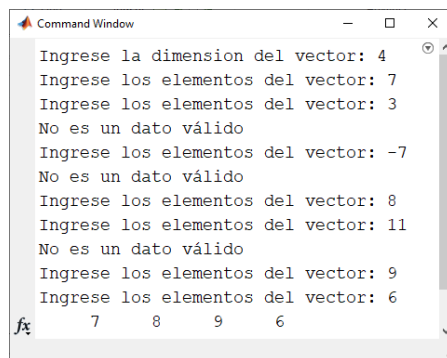 Command Window
Ingrese la dimension del vector: 4
Ingrese los elementos del vector: 7
Ingrese los elementos del vector: 3
No es un dato válido
Ingrese los elementos del vector: -7
No es un dato válido
Ingrese los elementos del vector: 8
Ingrese los elementos del vector: 11
No es un dato válido
Ingrese los elementos del vector: 9
Ingrese los elementos del vector: 6
fx 7 8 9 6